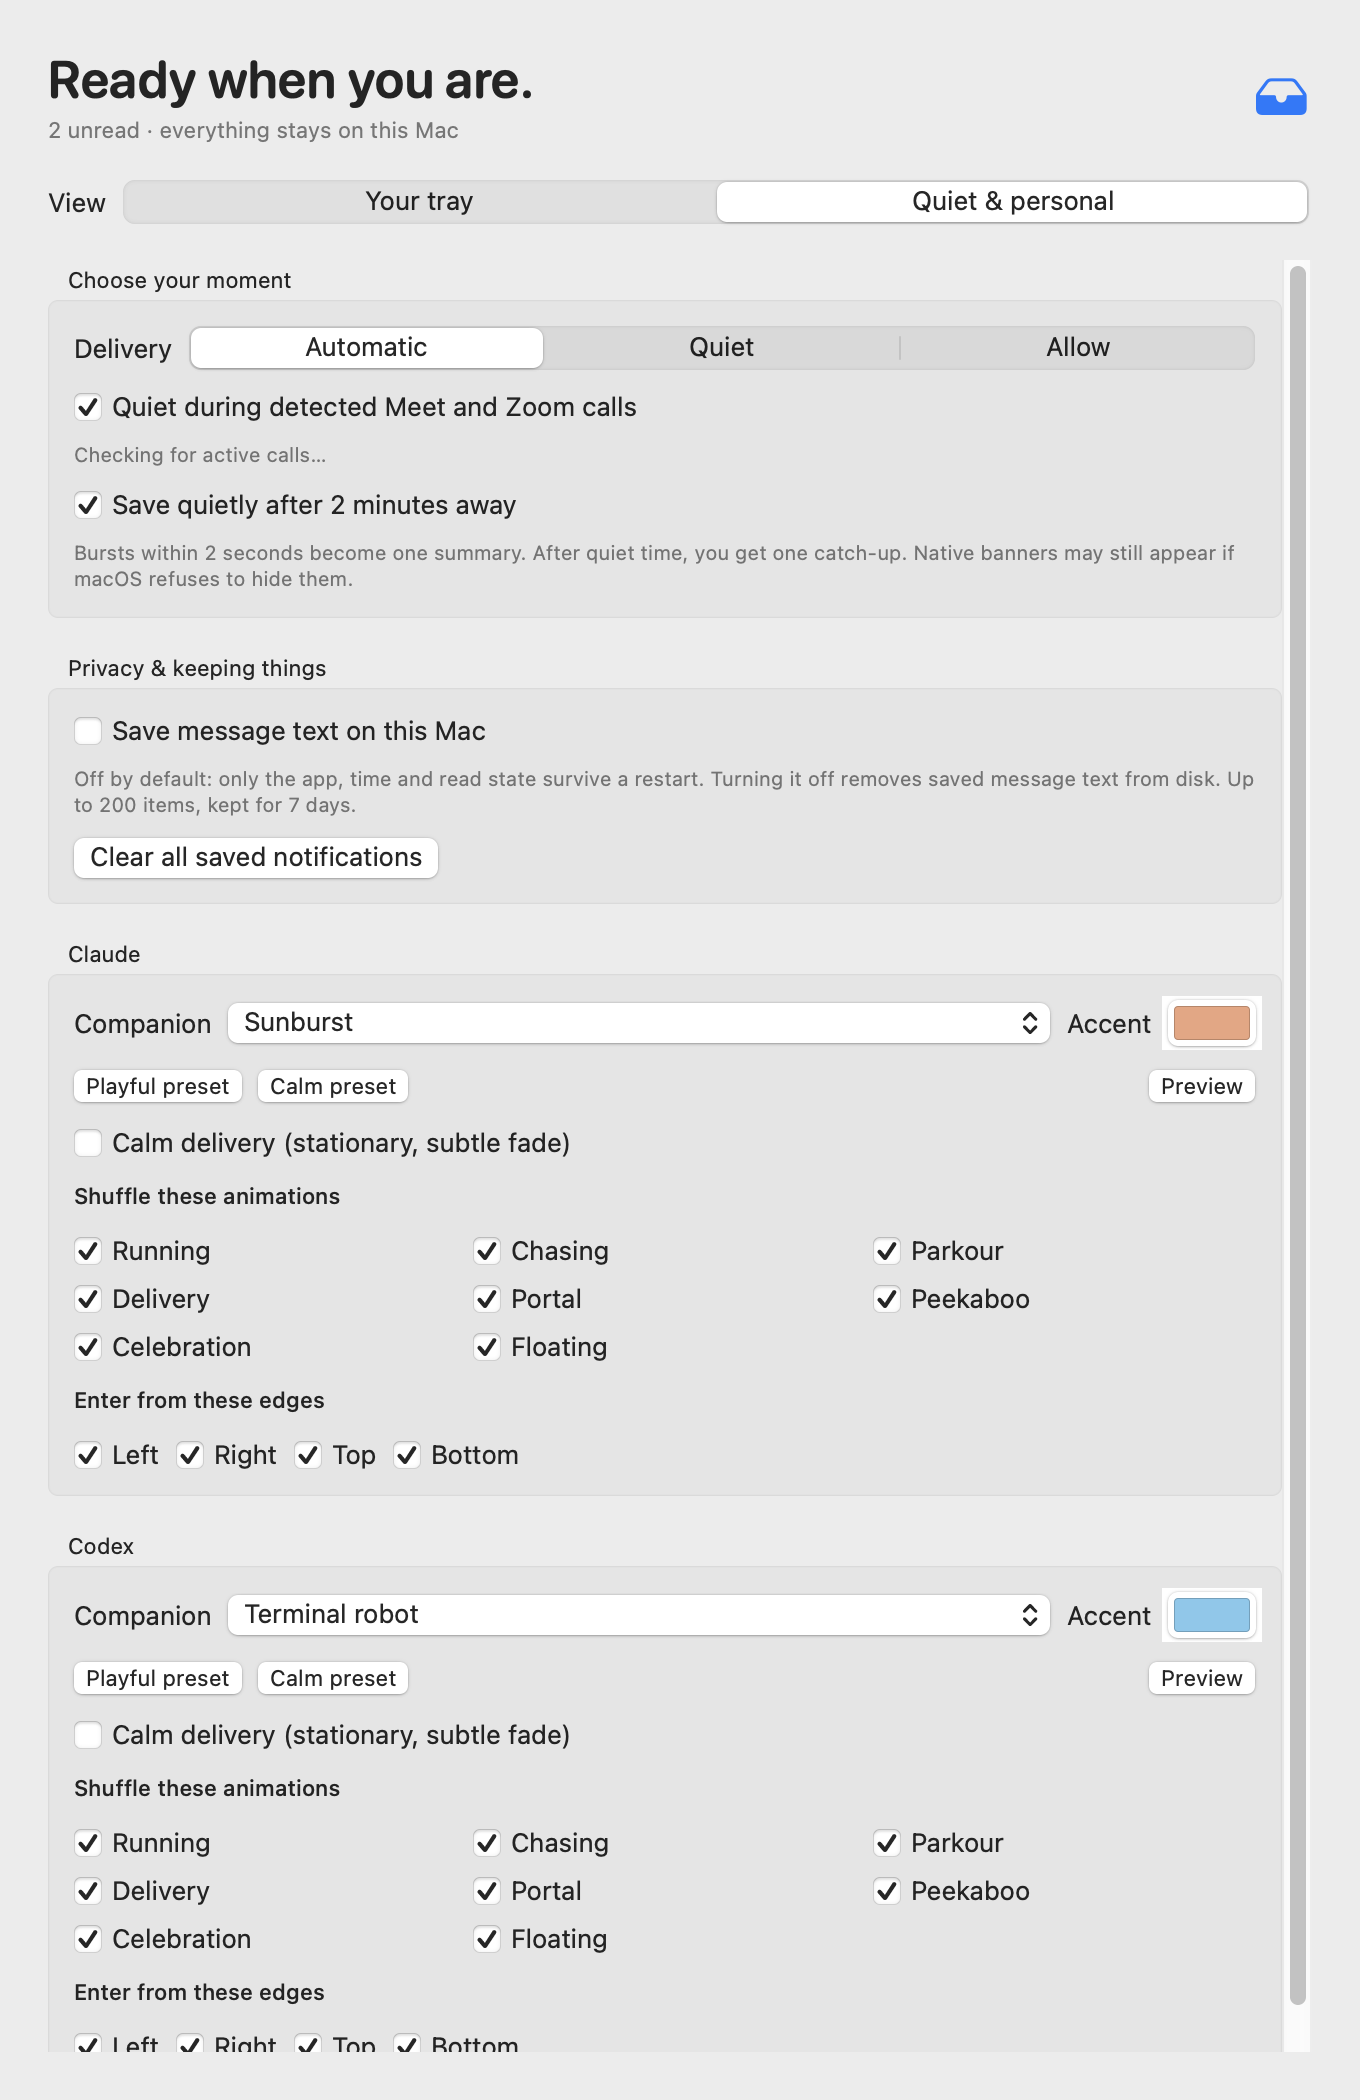 Ready when you are.
2 unread · everything stays on this Mac
View Your tray Quiet & personal
Choose your moment
Delivery Automatic Quiet Allow
Quiet during detected Meet and Zoom calls
Checking for active calls...
Save quietly after 2 minutes away
Bursts within 2 seconds become one summary. After quiet time, you get one catch-up. Native banners may still appear if
macOS refuses to hide them.
Privacy & keeping things
Save message text on this Mac
Off by default: only the app, time and read state survive a restart. Turning it off removes saved message text from disk. Up
to 200 items, kept for 7 days.
Clear all saved notifications
Claude
Companion Sunburst Accent
Playful preset Calm preset Preview
Calm delivery (stationary, subtle fade)
Shuffle these animations
Running Chasing Parkour
Delivery Portal Peekaboo
Celebration Floating
Enter from these edges
Left Right Top Bottom
Codex
Companion Terminal robot Accent
Playful preset Calm preset Preview
Calm delivery (stationary, subtle fade)
Shuffle these animations
Running Chasing Parkour
Delivery Portal Peekaboo
Celebration Floating
Enter from these edges
Left Right Top Bottom